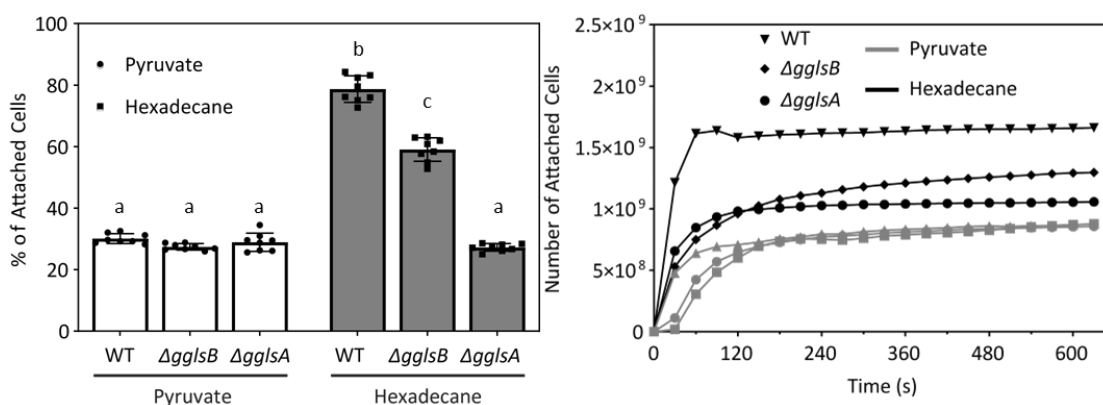 100
80
60
40
20
0
% of Attached Cells
Pyruvate
Hexadecane
a
a
a
b
c
a
WT
ΔgglsB
ΔgglsA
WT
ΔgglsB
ΔgglsA
Pyruvate
Hexadecane
2.5×10⁹
2×10⁹
1.5×10⁹
1×10⁹
5×10⁸
0
Number of Attached Cells
WT
ΔgglsB
ΔgglsA
Pyruvate
Hexadecane
0
120
240
360
480
600
Time (s)